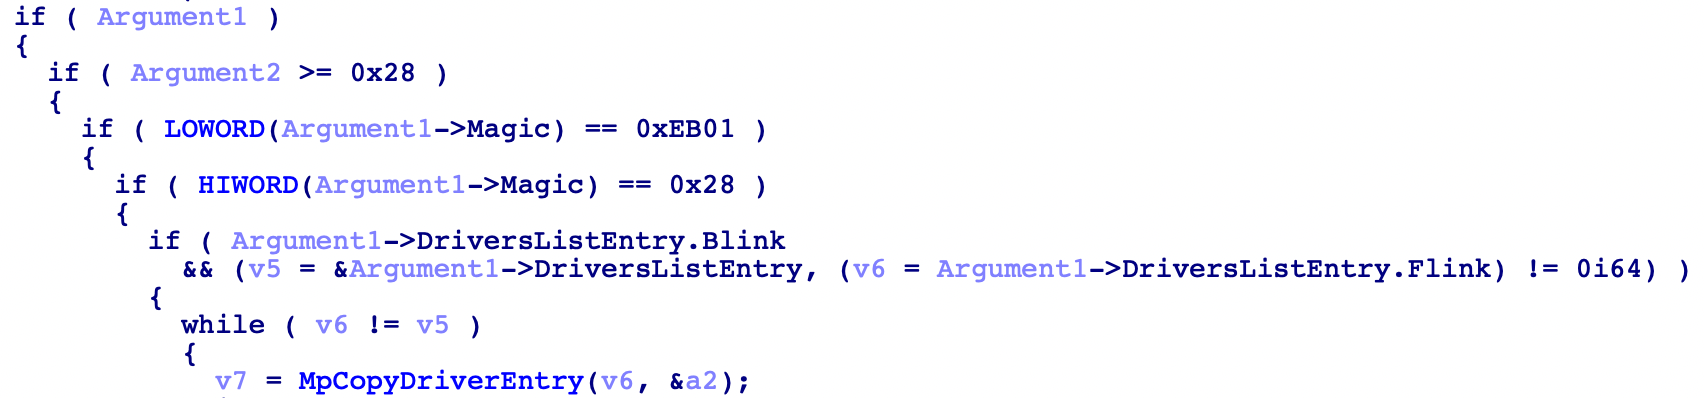 if ( Argument1 )
{
if ( Argument2 >= 0x28 )
{
if ( LOWORD(Argument1->Magic) == 0xEB01 )
{
if ( HIWORD(Argument1->Magic) == 0x28 )
{
if ( Argument1->DriversListEntry.Blink
&& (v5 = &Argument1->DriversListEntry, (v6 = Argument1->DriversListEntry.Flink) != 0i64) )
{
while ( v6 != v5 )
{
v7 = MpCopyDriverEntry(v6, &a2);